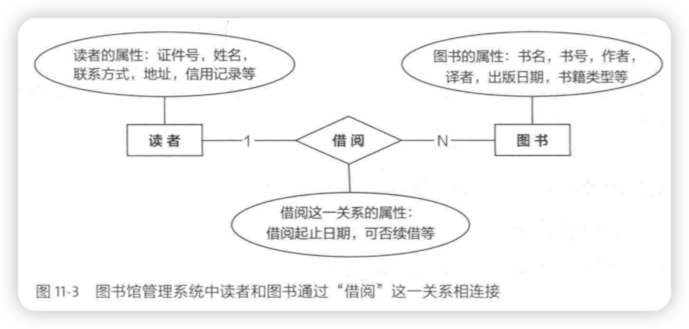 读者的属性：证件号，姓名，
联系方式，地址，信用记录等
图书的属性：书名，书号，作者，
译者，出版日期，书籍类型等
读者
1
借阅
N
图书
借阅这一关系的属性：
借阅起止日期，可否续借等
图 11-3 图书馆管理系统中读者和图书通过“借阅”这一关系相连接